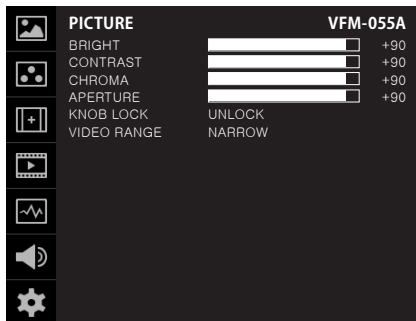 PICTURE VFM-055A
BRIGHT +90
CONTRAST +90
CHROMA +90
APERTURE +90
KNOB LOCK UNLOCK
VIDEO RANGE NARROW